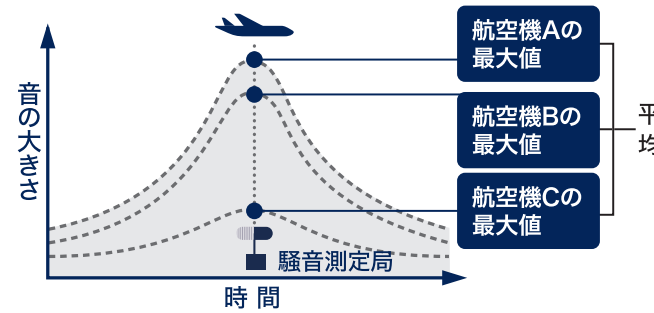 航空機Aの
最大値
航空機Bの
最大値
平
均
航空機Cの
最大値
音の大きさ
騒音測定局
時間